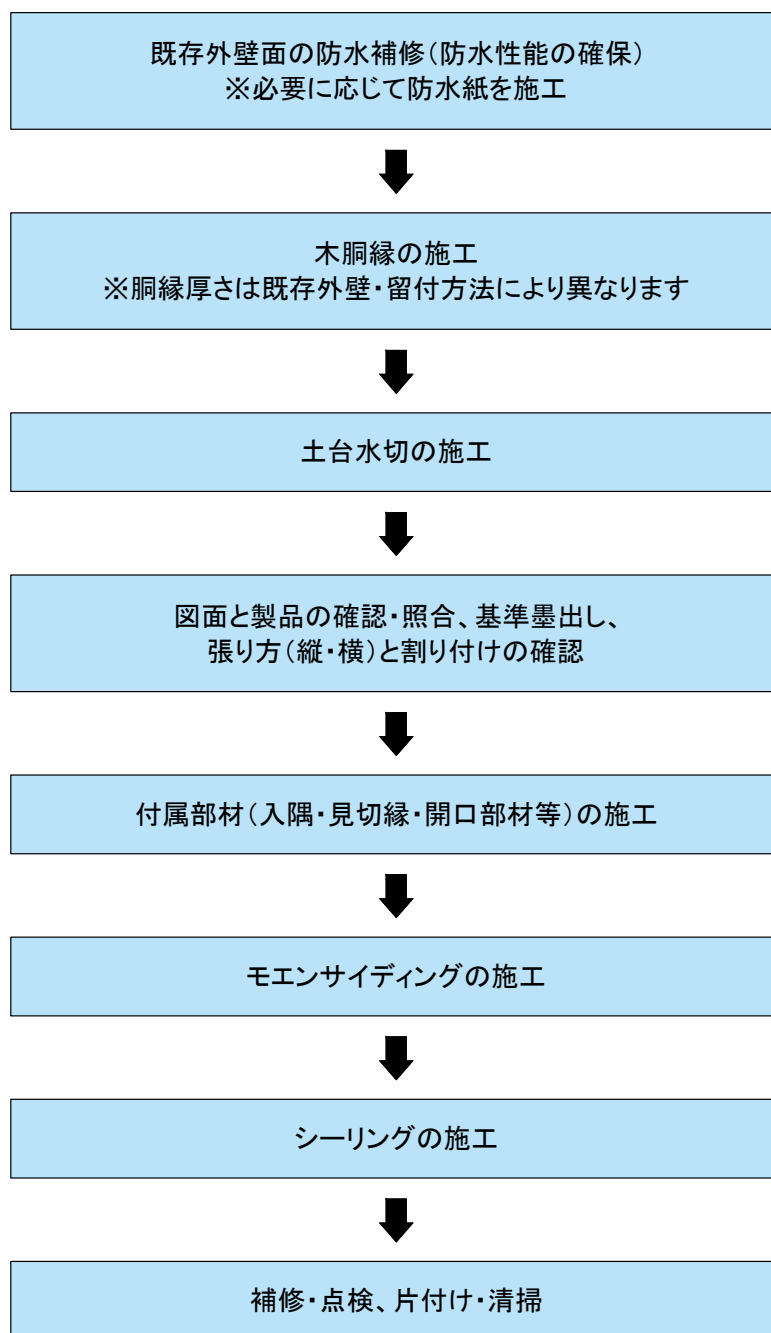 既存外壁面の防水補修（防水性能の確保）
※必要に応じて防水紙を施工
木胴縁の施工
※胴縁厚さは既存外壁・留付方法により異なります
土台水切の施工
図面と製品の確認・照合、基準墨出し、
張り方（縦・横）と割り付けの確認
付属部材（入隅・見切縁・開口部材等）の施工
モエンサイディングの施工
シーリングの施工
補修・点検、片付け・清掃